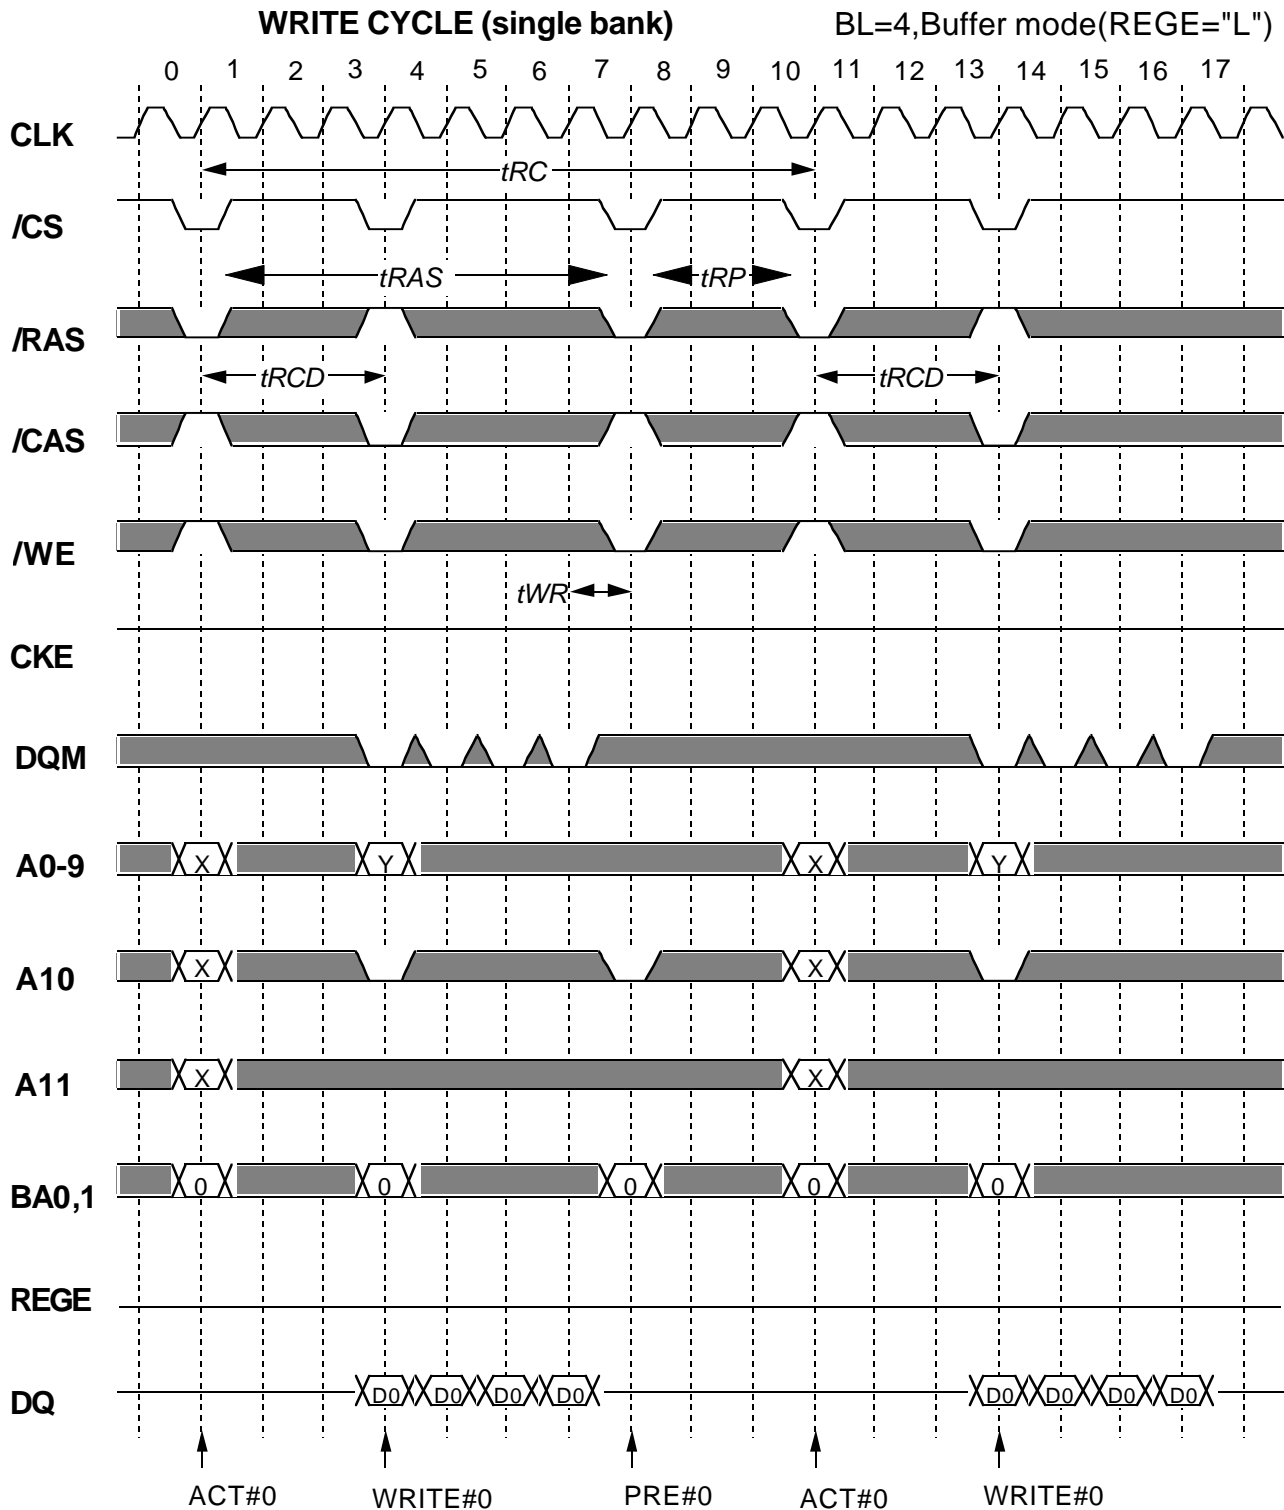 WRITE CYCLE (single bank) BL=4,Buffer mode(REGE="L")
0 1 2 3 4 5 6 7 8 9 10 11 12 13 14 15 16 17
CLK
tRC
/CS
tRAS tRP
/RAS
tRCD tRCD
/CAS
/WE
tWR
CKE
DQM
A0-9 X Y X Y
A10 X X
A11 X X
BA0,1 0 0 0 0 0
REGE
DQ D0 D0 D0 D0 D0 D0 D0 D0
ACT#0 WRITE#0 PRE#0 ACT#0 WRITE#0